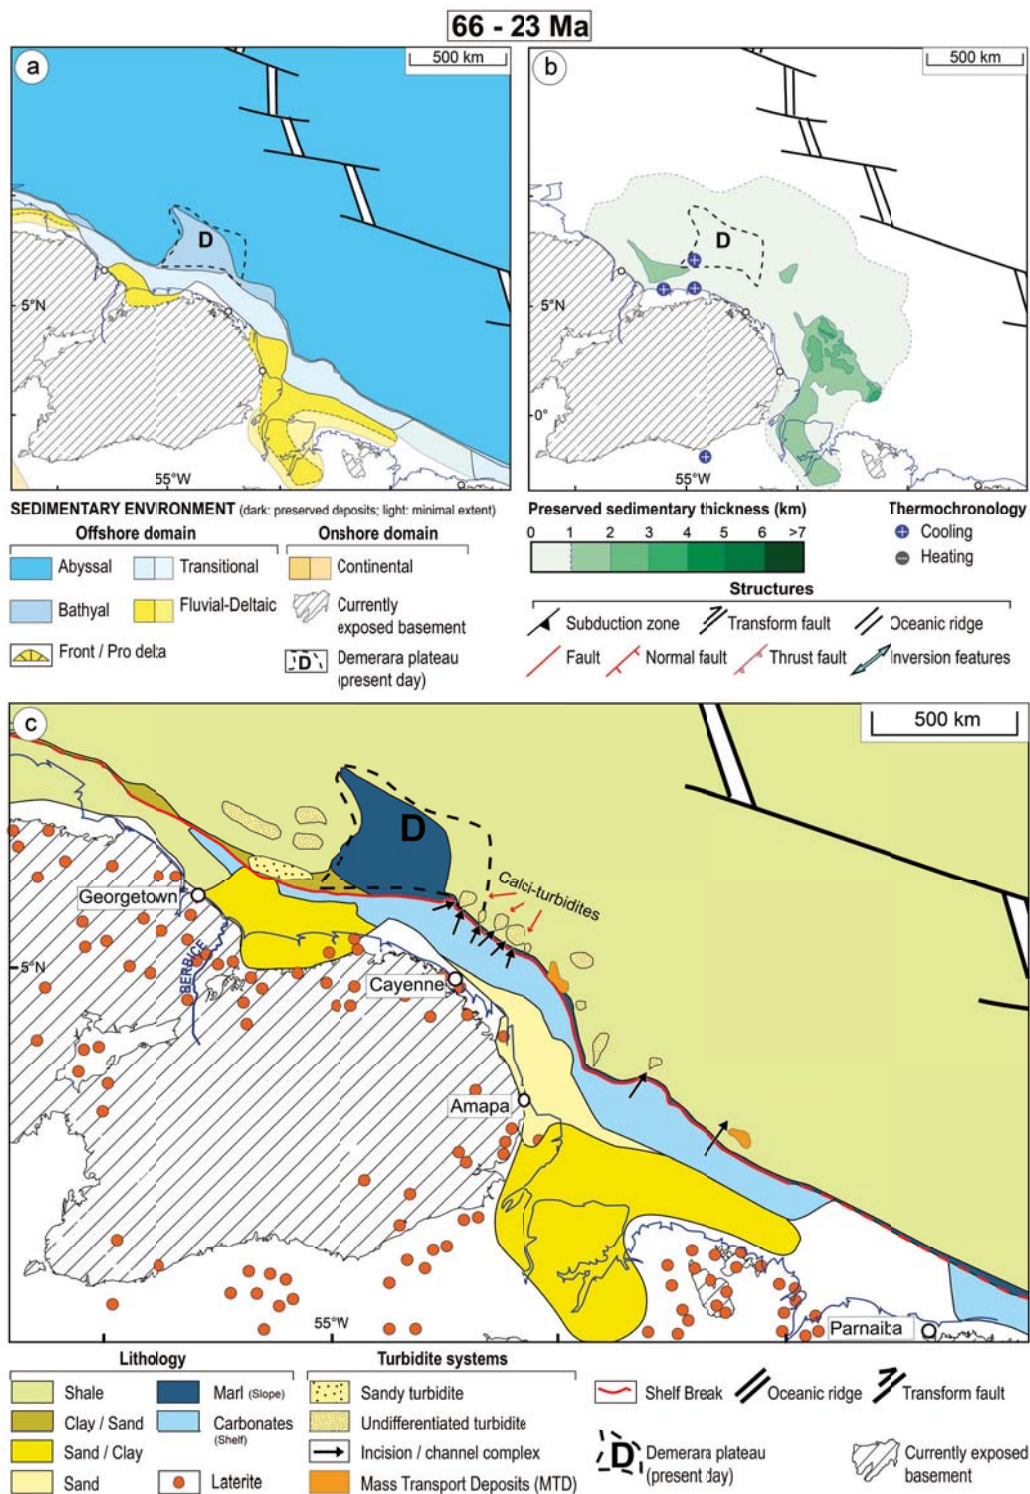 66 - 23 Ma
a
500 km
D
5°N
55°W
b
500 km
D
5°N
0°
55°W
SEDIMENTARY ENVIRONMENT (dark: preserved deposits; light: minimal extent)
Offshore domain
Onshore domain
Abyssal
Transitional
Continental
Bathyal
Fluvial-Deltaic
Currently
exposed basement
Front / Pro delta
D
Demerara plateau
(present day)
Preserved sedimentary thickness (km)
0 1 2 3 4 5 6 >7
Thermochronology
Cooling
Heating
Structures
Subduction zone
Transform fault
Oceanic ridge
Fault
Normal fault
Thrust fault
Inversion features
c
500 km
D
Calci-turbidites
Georgetown
BERBICE
5°N
Cayenne
Amapa
55°W
Parnaiba
Lithology
Shale
Marl (Slope)
Clay / Sand
Carbonates
(Shelf)
Sand / Clay
Sand
Laterite
Turbidite systems
Sandy turbidite
Undifferentiated turbidite
Incision / channel complex
Mass Transport Deposits (MTD)
Shelf Break
Oceanic ridge
Transform fault
D
Demerara plateau
(present day)
Currently exposed
basement